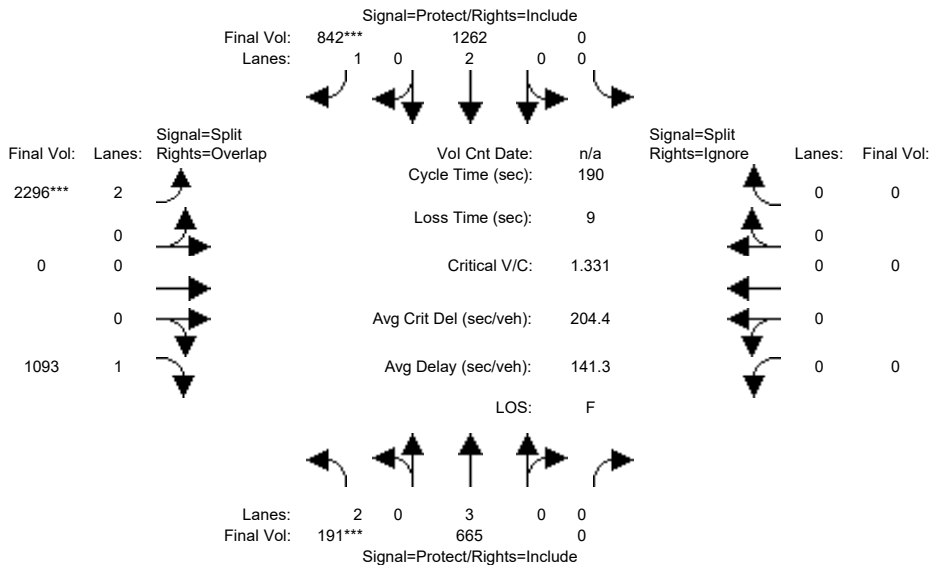 Signal=Protect/Rights=Include
Final Vol: 842*** 1262 0
Lanes: 1 0 2 0 0
Signal=Split Signal=Split
Final Vol: Lanes: Rights=Overlap Vol Cnt Date: n/a Rights=Ignore Lanes: Final Vol:
Cycle Time (sec): 190
2296*** 2 0 0
Loss Time (sec): 9
0 0
0 0 Critical V/C: 1.331 0 0
0 Avg Crit Del (sec/veh): 204.4 0
1093 1 Avg Delay (sec/veh): 141.3 0 0
LOS: F
Lanes: 2 0 3 0 0
Final Vol: 191*** 665 0
Signal=Protect/Rights=Include